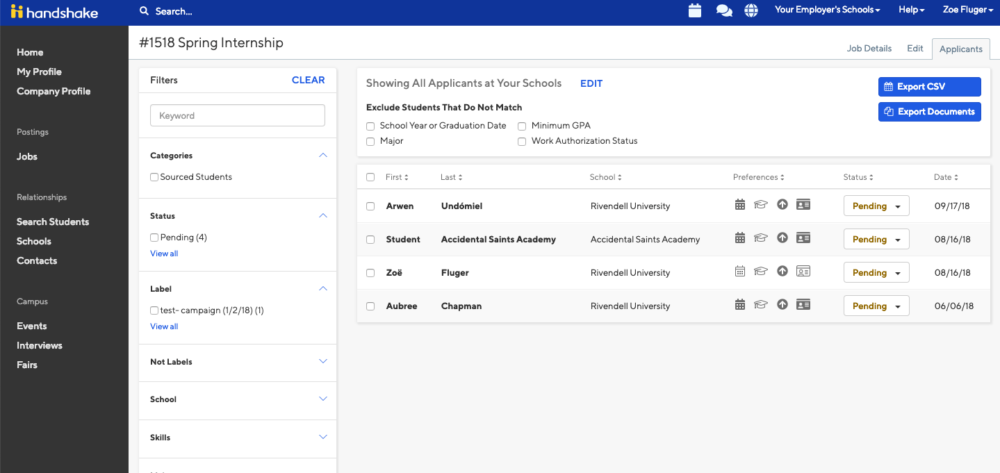 handshake
Search...
Your Employer's Schools
Help
Zoe Fluger
Home
My Profile
Company Profile
Postings
Jobs
Relationships
Search Students
Schools
Contacts
Campus
Events
Interviews
Fairs
#1518 Spring Internship
Job Details
Edit
Applicants
Filters
CLEAR
Keyword
Categories
Sourced Students
Status
Pending (4)
View all
Label
test- campaign (1/2/18) (1)
View all
Not Labels
School
Skills
Showing All Applicants at Your Schools
EDIT
Export CSV
Export Documents
Exclude Students That Do Not Match
School Year or Graduation Date
Minimum GPA
Major
Work Authorization Status
First Last School Preferences Status Date
Arwen Undómiel Rivendell University Pending 09/17/18
Student Accidental Saints Academy Accidental Saints Academy Pending 08/16/18
Zoë Fluger Rivendell University Pending 08/16/18
Aubree Chapman Rivendell University Pending 06/06/18